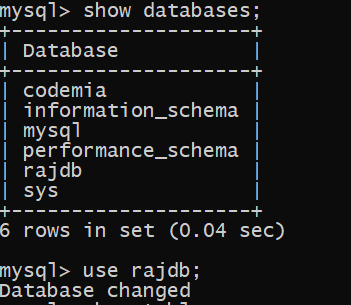 mysql> show databases;
+--------------------+
| Database           |
+--------------------+
| codemia            |
| information_schema |
| mysql              |
| performance_schema |
| rajdb              |
| sys                |
+--------------------+
6 rows in set (0.04 sec)

mysql> use rajdb;
Database changed